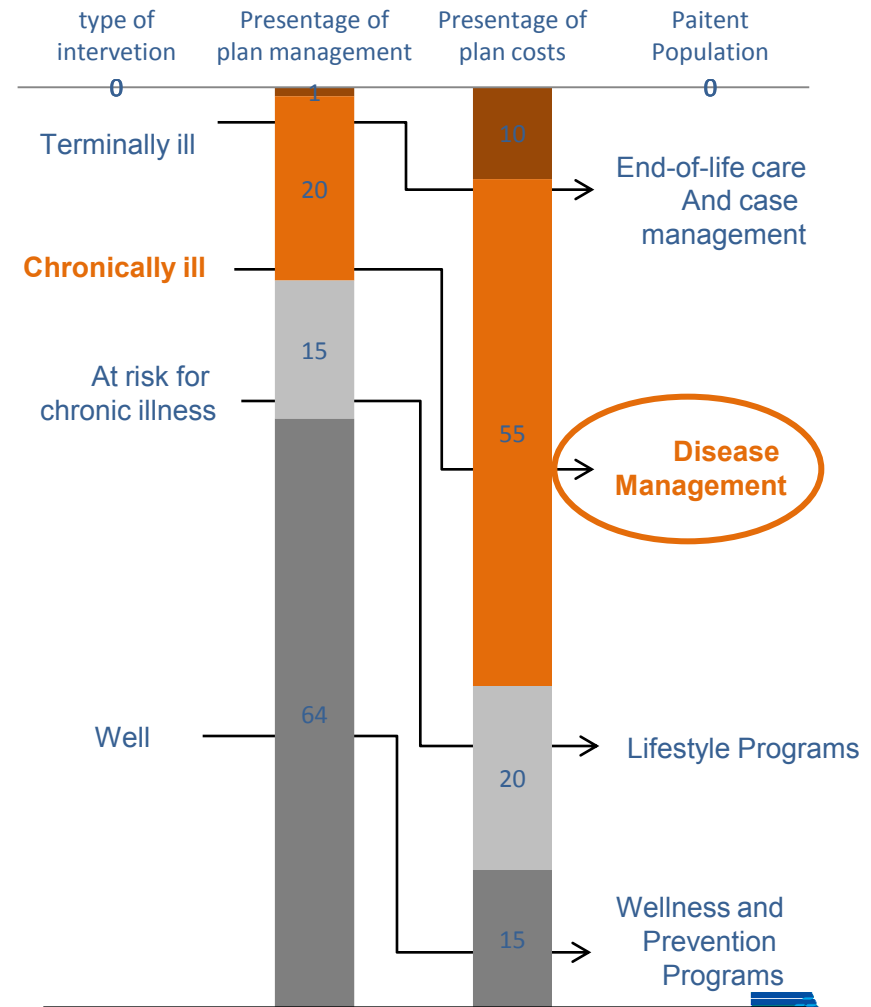 type of
intervetion
Presentage of
plan management
Presentage of
plan costs
Paitent
Population
0
1
0
Terminally ill
20
10
End-of-life care
And case
management
Chronically ill
15
At risk for
chronic illness
55
Disease
Management
64
Well
20
Lifestyle Programs
15
Wellness and
Prevention
Programs